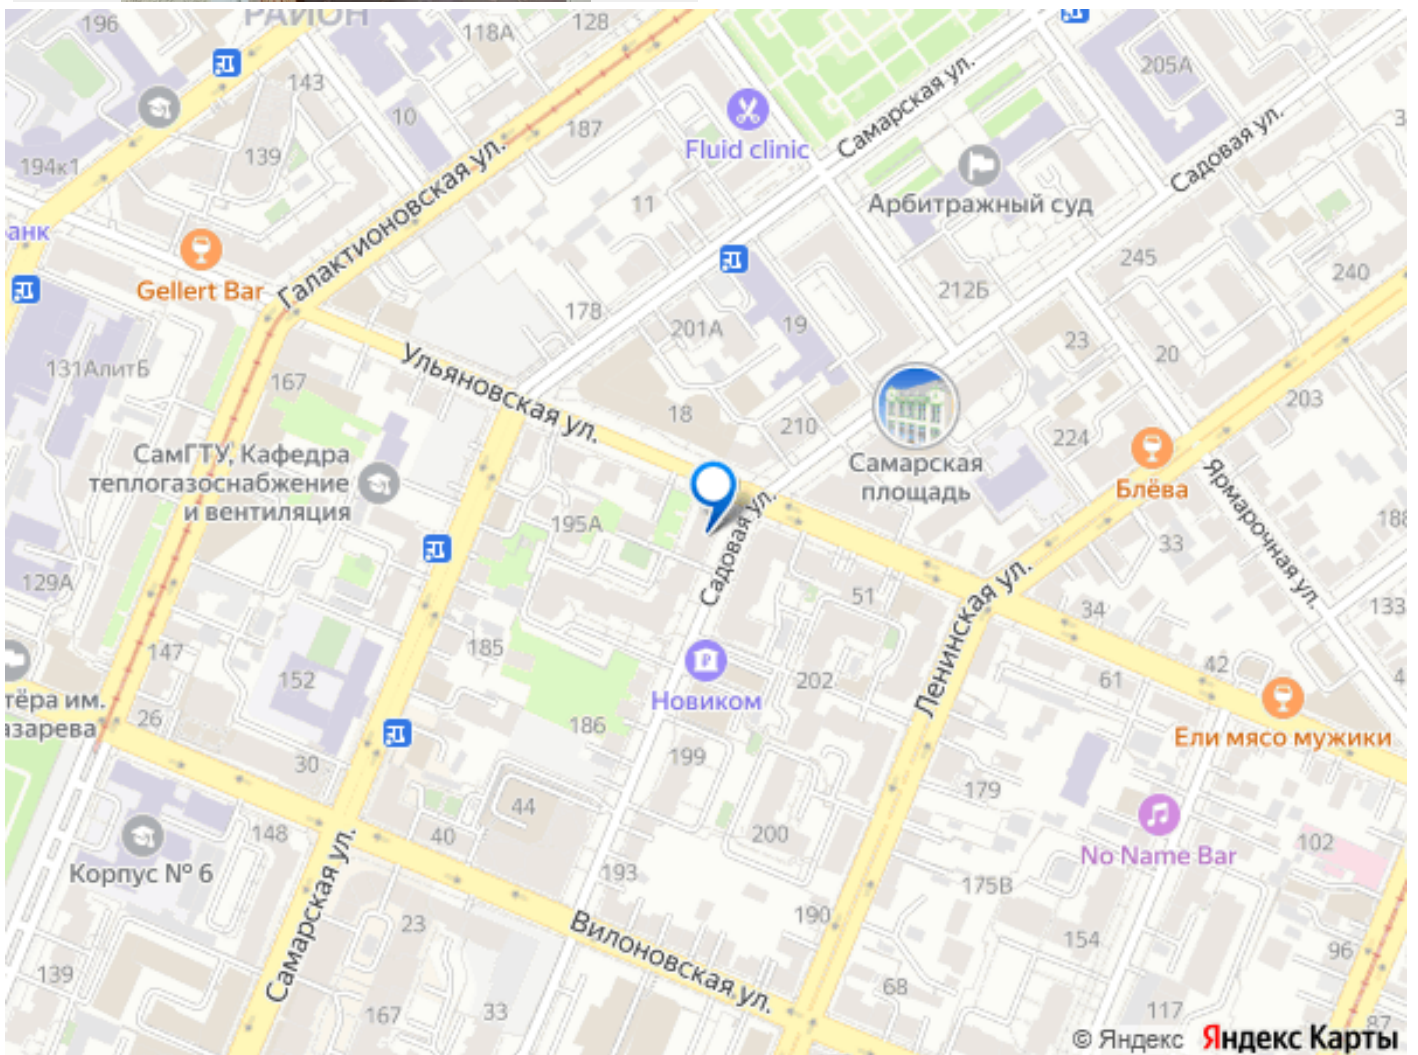 РАЙОН
196
187
118А
128
143
205А
10
187
Самарская ул.
Садовая ул.
139
Fluid clinic
194к1
Галактионовская ул.
11
Арбитражный суд
анк
245
240
Gellert Bar
212Б
178
201А
19
23
20
Ульяновская ул.
131АлитБ
167
18
210
203
224
СамГТУ, Кафедра
теплогазоснабжение
и вентиляция
Самарская
площадь
Блёва
Ярмарочная ул.
195А
Садовая ул.
188
33
129А
51
Ленинская ул.
34
133
147
185
152
Новиком
202
61
42
тёра им.
азарева
26
186
Ели мясо мужики
199
30
179
44
148
40
200
Самарская ул.
No Name Bar
102
Корпус № 6
193
175В
23
Вилоновская ул.
190
154
96
139
68
167
33
117
87
© Яндекс Яндекс Карты